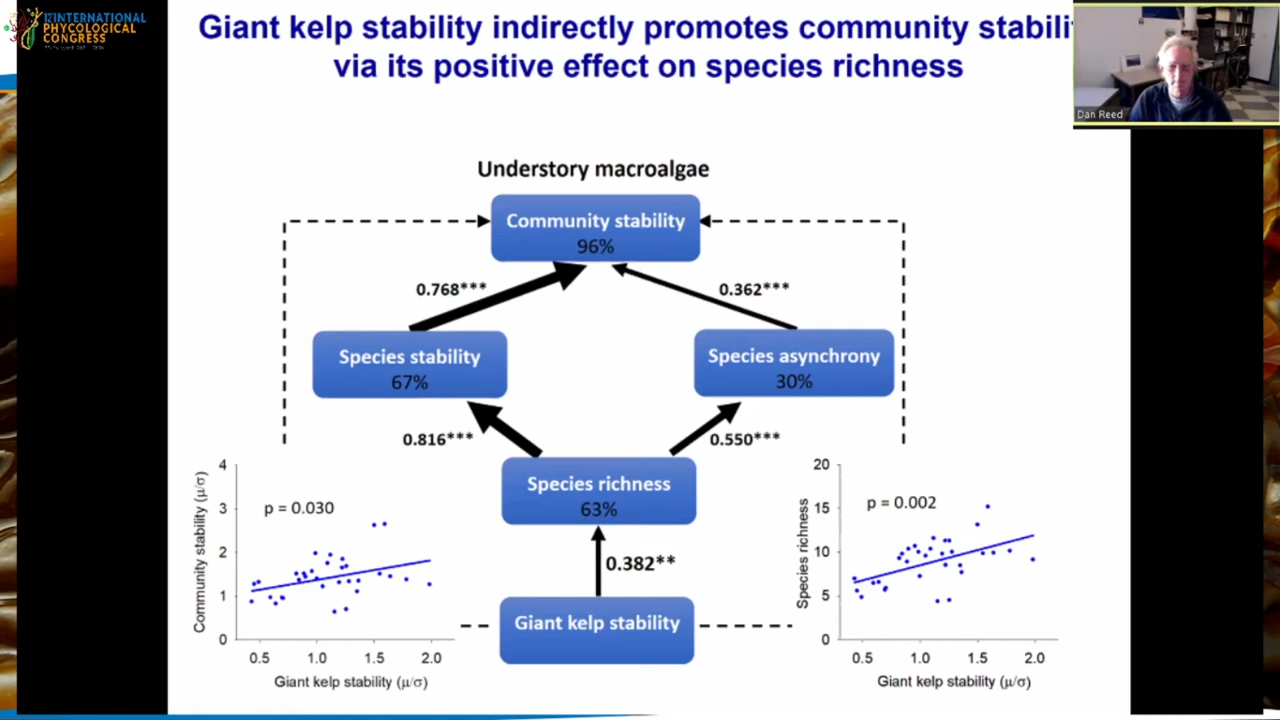 12th INTERNATIONAL
PHYCOLOGICAL
CONGRESS
Dan Reed
Giant kelp stability indirectly promotes community stabili
via its positive effect on species richness
Understory macroalgae
Community stability
96%
0.768***
0.362***
Species stability
67%
Species asynchrony
30%
0.816***
0.550***
Species richness
63%
0.382**
Giant kelp stability
Community stability (μ/σ)
4
3
2
1
0
p = 0.030
0.5 1.0 1.5 2.0
Giant kelp stability (μ/σ)
Species richness
20
15
10
5
0
p = 0.002
0.5 1.0 1.5 2.0
Giant kelp stability (μ/σ)